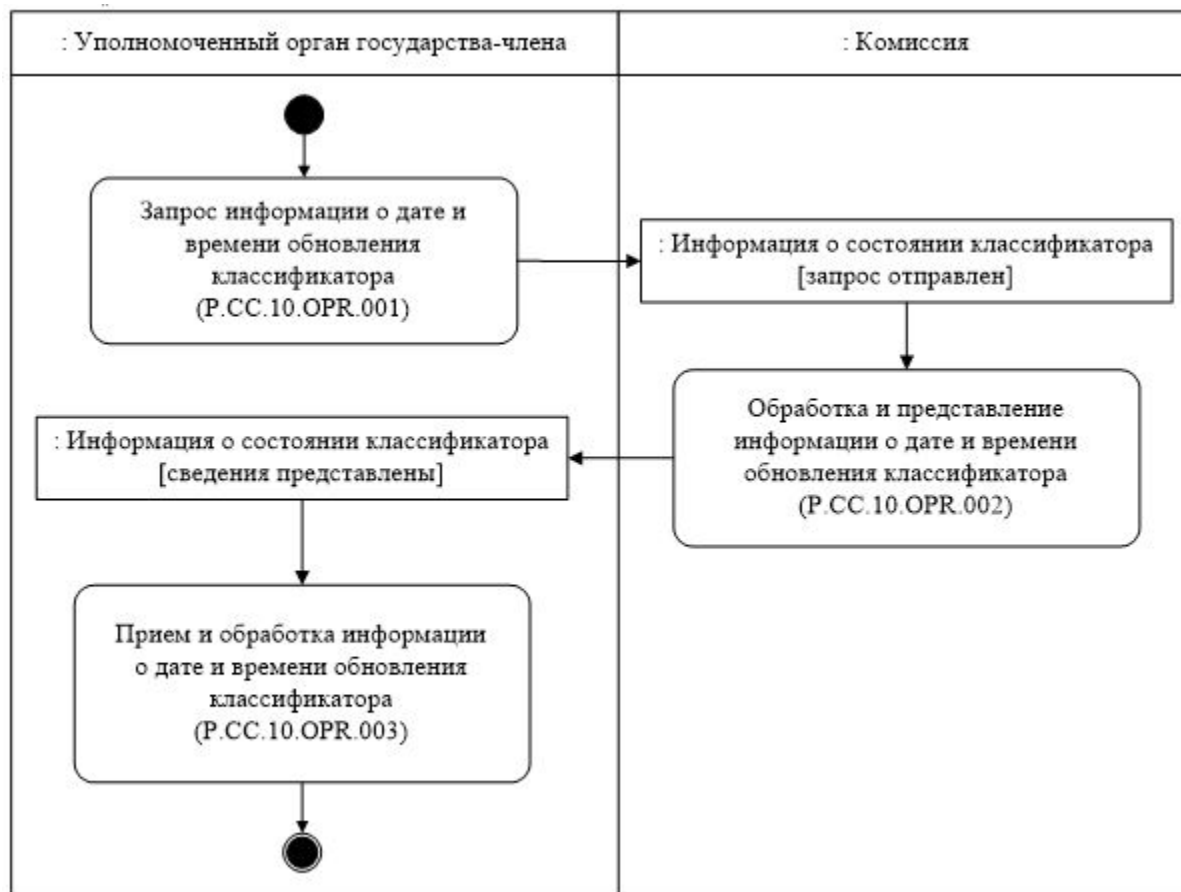 : Уполномоченный орган государства-члена
: Комиссия
Запрос информации о дате и
времени обновления
классификатора
(P.CC.10.OPR.001)
: Информация о состоянии классификатора
[запрос отправлен]
Обработка и представление
информации о дате и времени
обновления классификатора
(P.CC.10.OPR.002)
: Информация о состоянии классификатора
[сведения представлены]
Прием и обработка информации
о дате и времени обновления
классификатора
(P.CC.10.OPR.003)